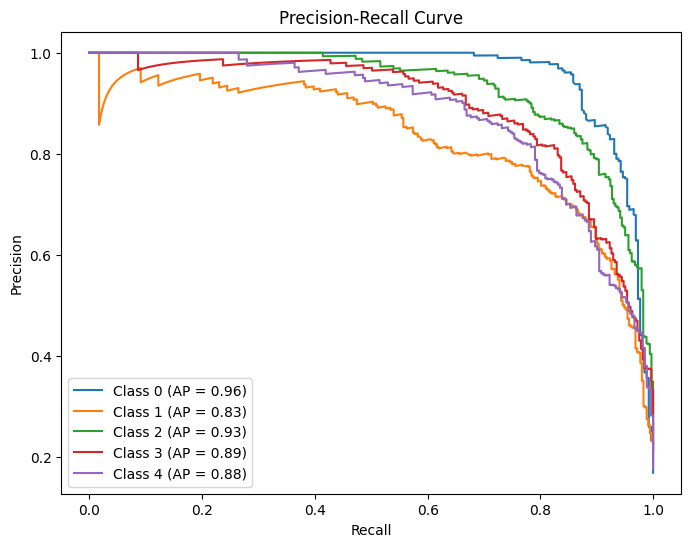 Precision-Recall Curve
Precision
1.0
0.8
0.6
0.4
0.2
Class 0 (AP = 0.96)
Class 1 (AP = 0.83)
Class 2 (AP = 0.93)
Class 3 (AP = 0.89)
Class 4 (AP = 0.88)
0.0 0.2 0.4 0.6 0.8 1.0
Recall